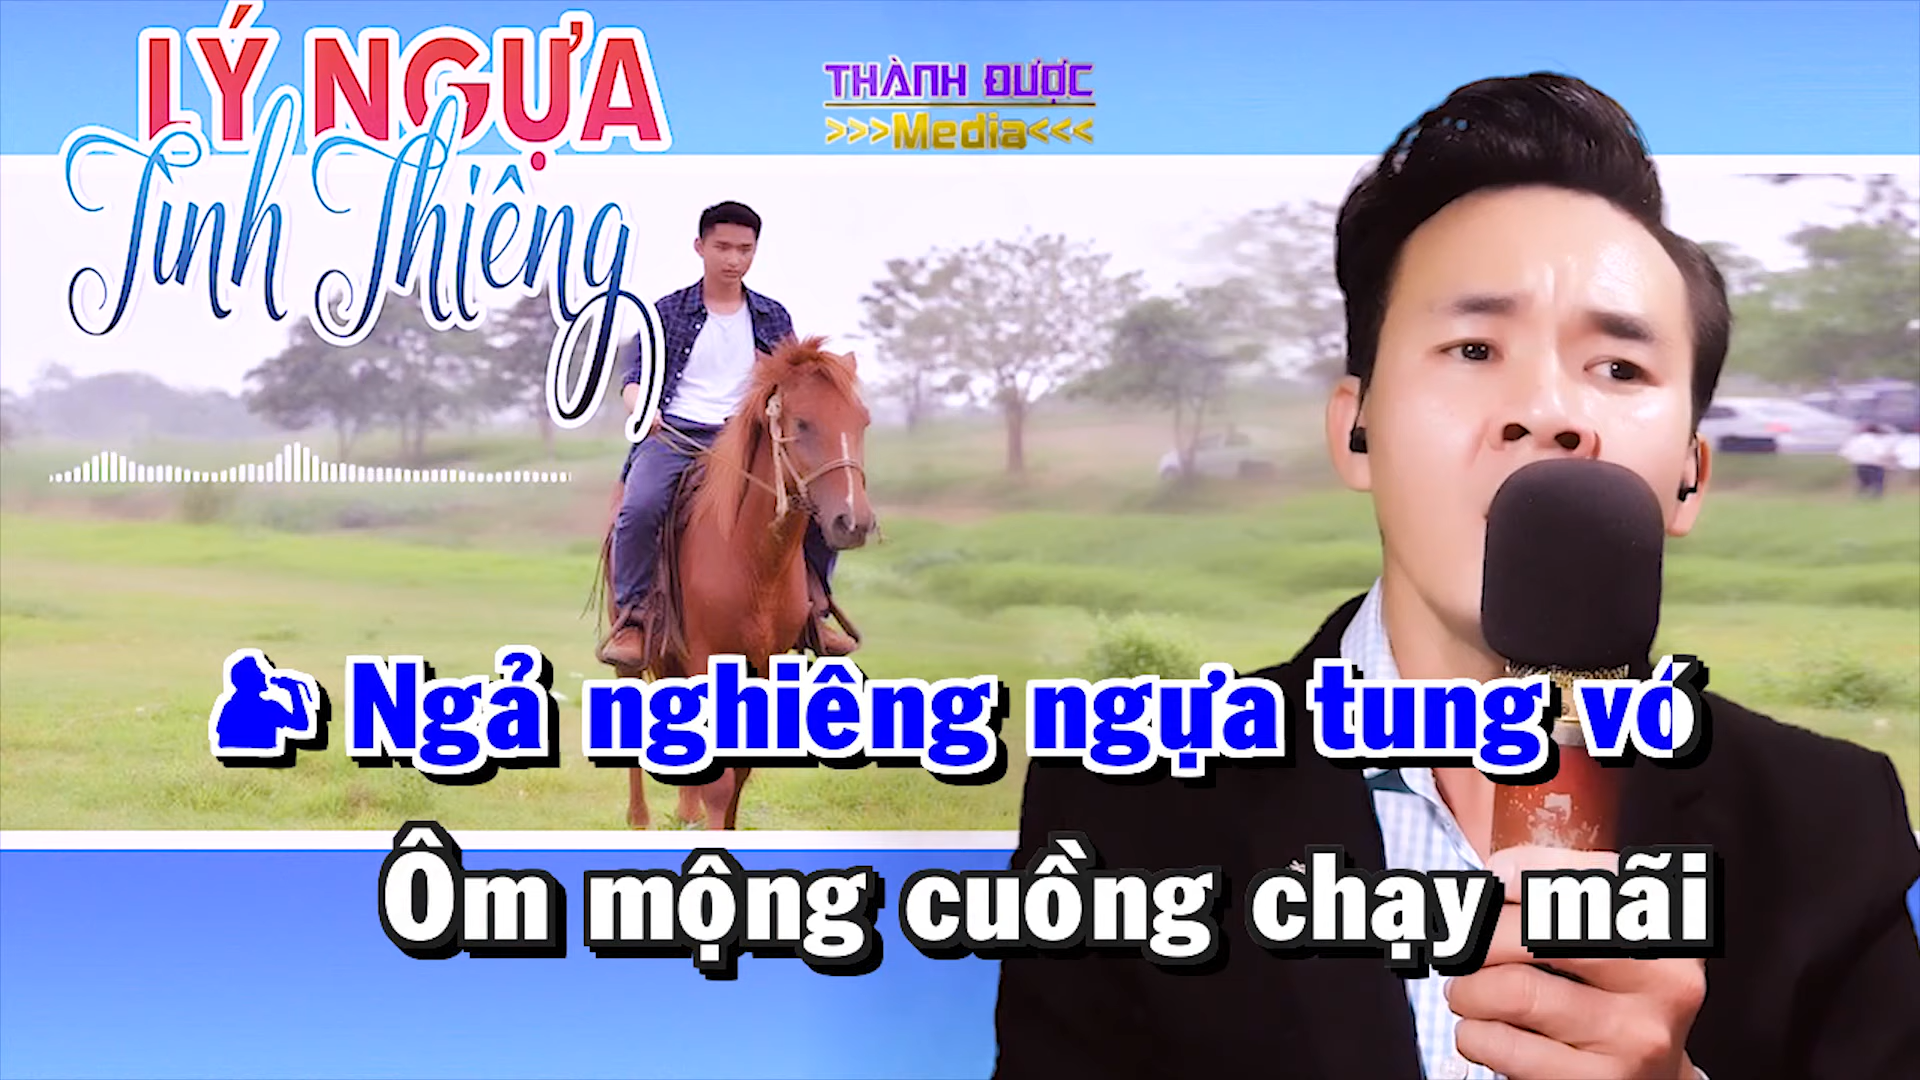 LÝ NGỰA
Tình Thiêng
THÀNH ĐƯỢC
>>>Media<<<
Ngả nghiêng ngựa tung vó
Ôm mộng cuồng chạy mãi